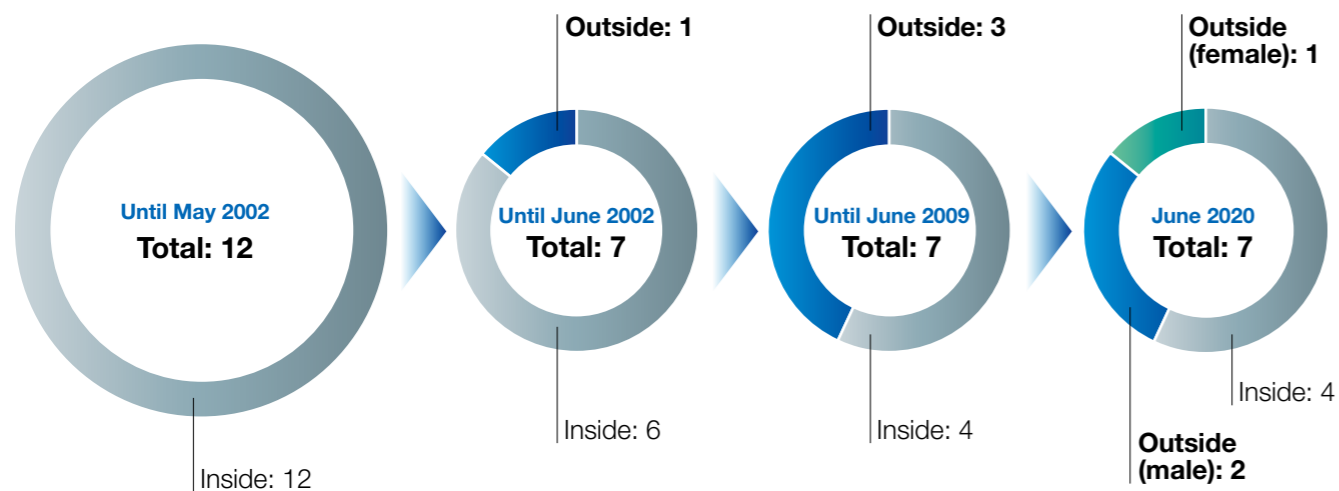 Until May 2002
Total: 12
Inside: 12
Outside: 1
Until June 2002
Total: 7
Inside: 6
Outside: 3
Until June 2009
Total: 7
Inside: 4
Outside
(female): 1
June 2020
Total: 7
Inside: 4
Outside
(male): 2